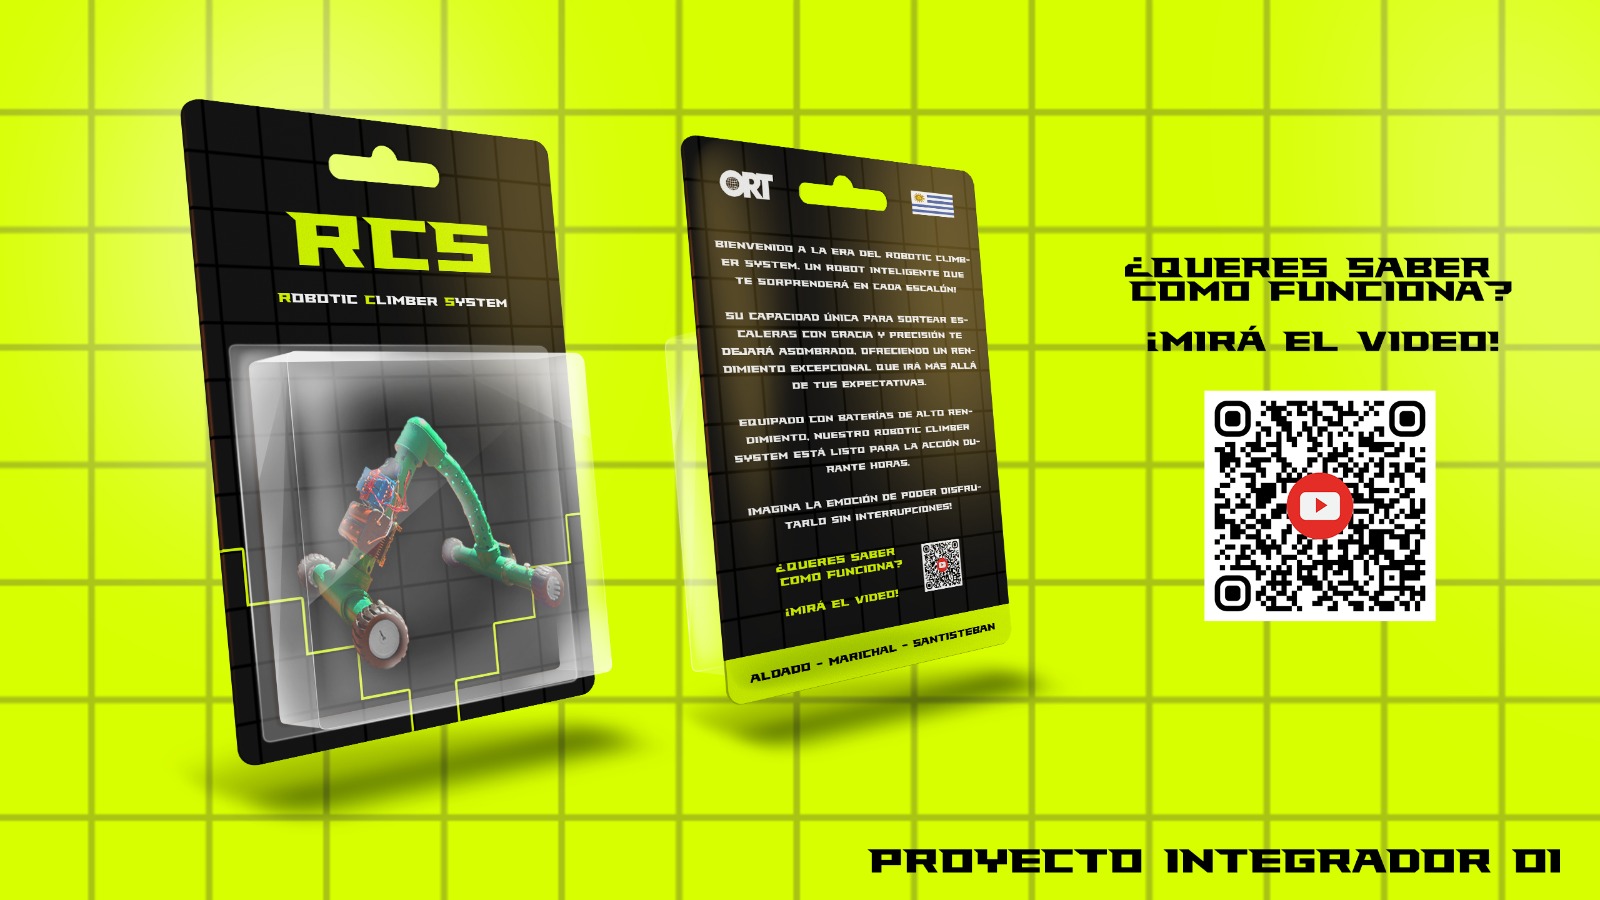 RCS
ROBOTIC CLIMBER SYSTEM
ORT
BIENVENIDO A LA ERA DEL ROBOTIC CLIMB-
ER SYSTEM, UN ROBOT INTELIGENTE QUE
TE SORPRENDERÁ EN CADA ESCALÓN!
SU CAPACIDAD ÚNICA PARA SORTEAR ES-
CALERAS CON GRACIA Y PRECISIÓN TE
DEJARÁ ASOMBRADO, OFRECIENDO UN REN-
DIMIENTO EXCEPCIONAL QUE IRÁ MÁS ALLÁ
DE TUS EXPECTATIVAS.
EQUIPADO CON BATERÍAS DE ALTO REN-
DIMIENTO, NUESTRO ROBOTIC CLIMBER
SYSTEM ESTÁ LISTO PARA LA ACCIÓN DU-
RANTE HORAS.
IMAGINA LA EMOCIÓN DE PODER DISFRU-
TARLO SIN INTERRUPCIONES!
¿QUERES SABER
COMO FUNCIONA?
¡MIRÁ EL VIDEO!
ALDADO - MARICHAL - SANTISTEBAN
¿QUERES SABER
COMO FUNCIONA?
¡MIRÁ EL VIDEO!
PROYECTO INTEGRADOR DI